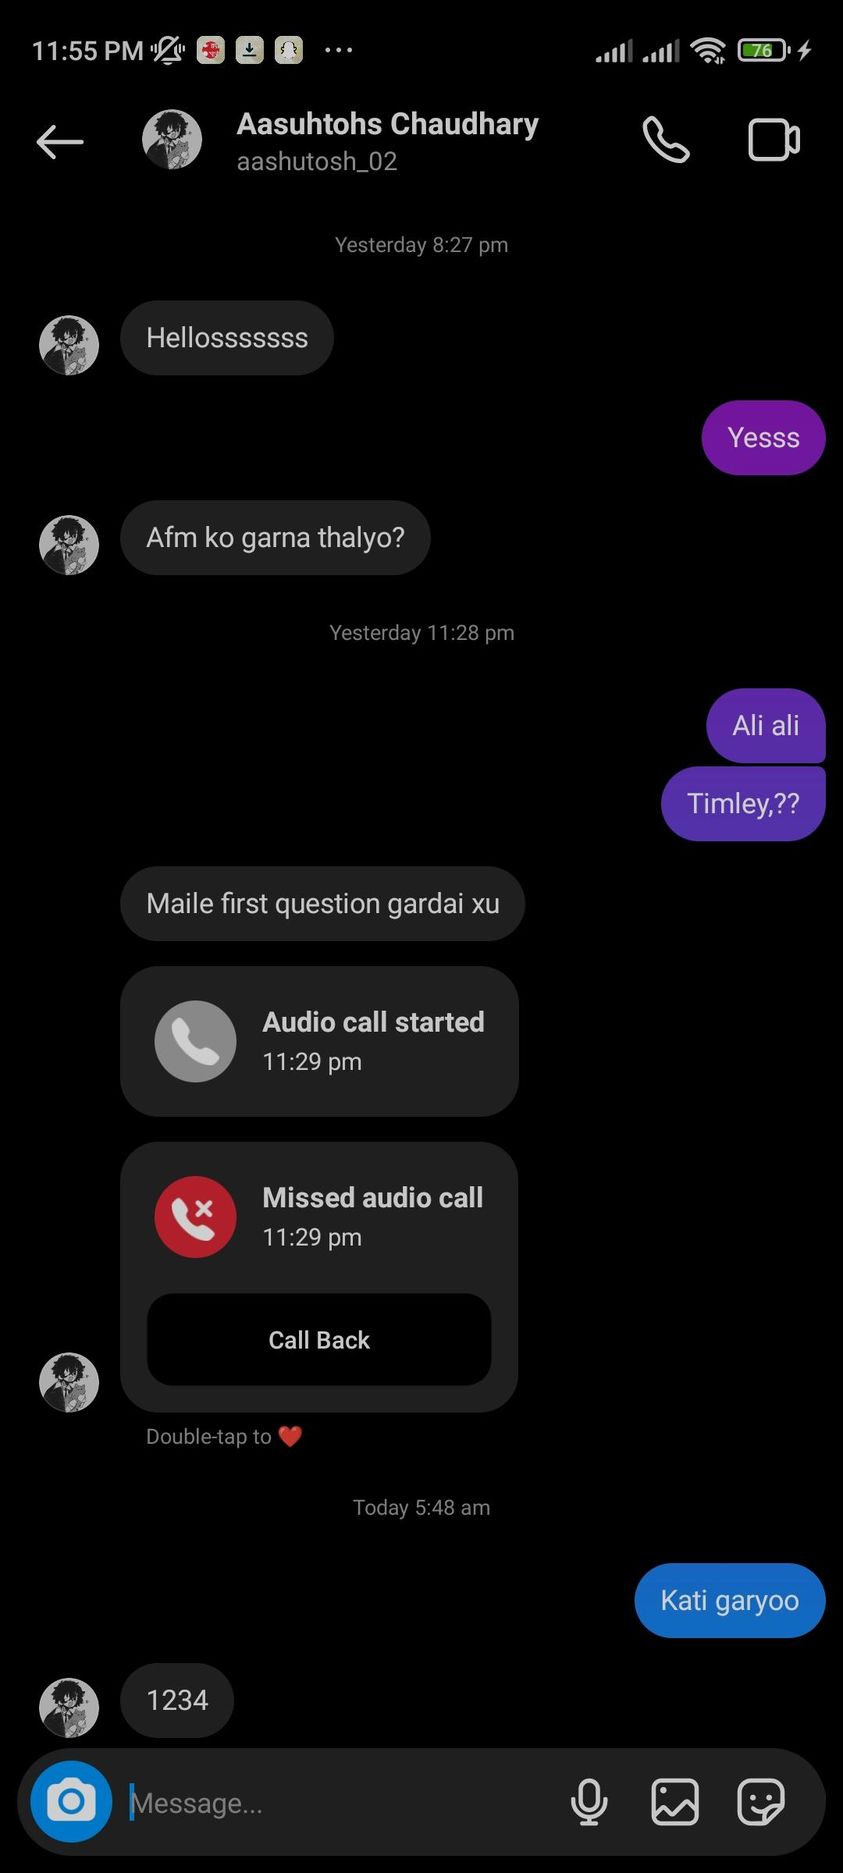 11:55 PM
76
Aasuhtohs Chaudhary
aashutosh_02
Yesterday 8:27 pm
Hellosssssss
Yesss
Afm ko garna thalyo?
Yesterday 11:28 pm
Ali ali
Timley,??
Maile first question gardai xu
Audio call started
11:29 pm
Missed audio call
11:29 pm
Call Back
Double-tap to ❤️
Today 5:48 am
Kati garyoo
1234
Message...